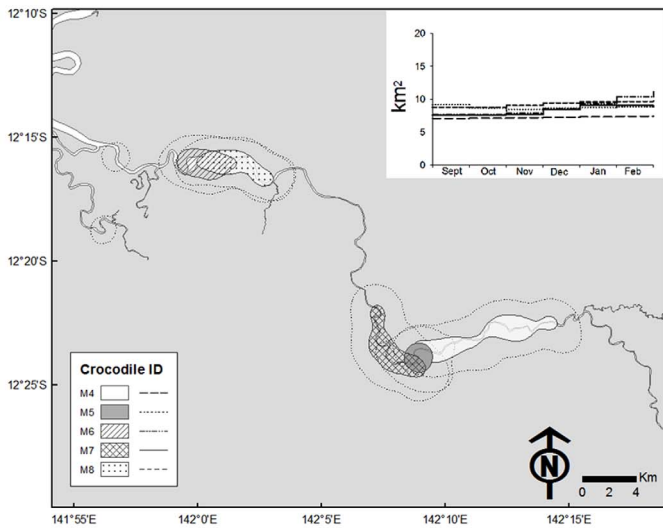 12°10'S
12°15'S
12°20'S
12°25'S
20
15
10
5
0
km2
Sept Oct Nov Dec Jan Feb
Crocodile ID
M4
M5
M6
M7
M8
N
0 2 4 Km
141°55'E 142°0'E 142°5'E 142°10'E 142°15'E